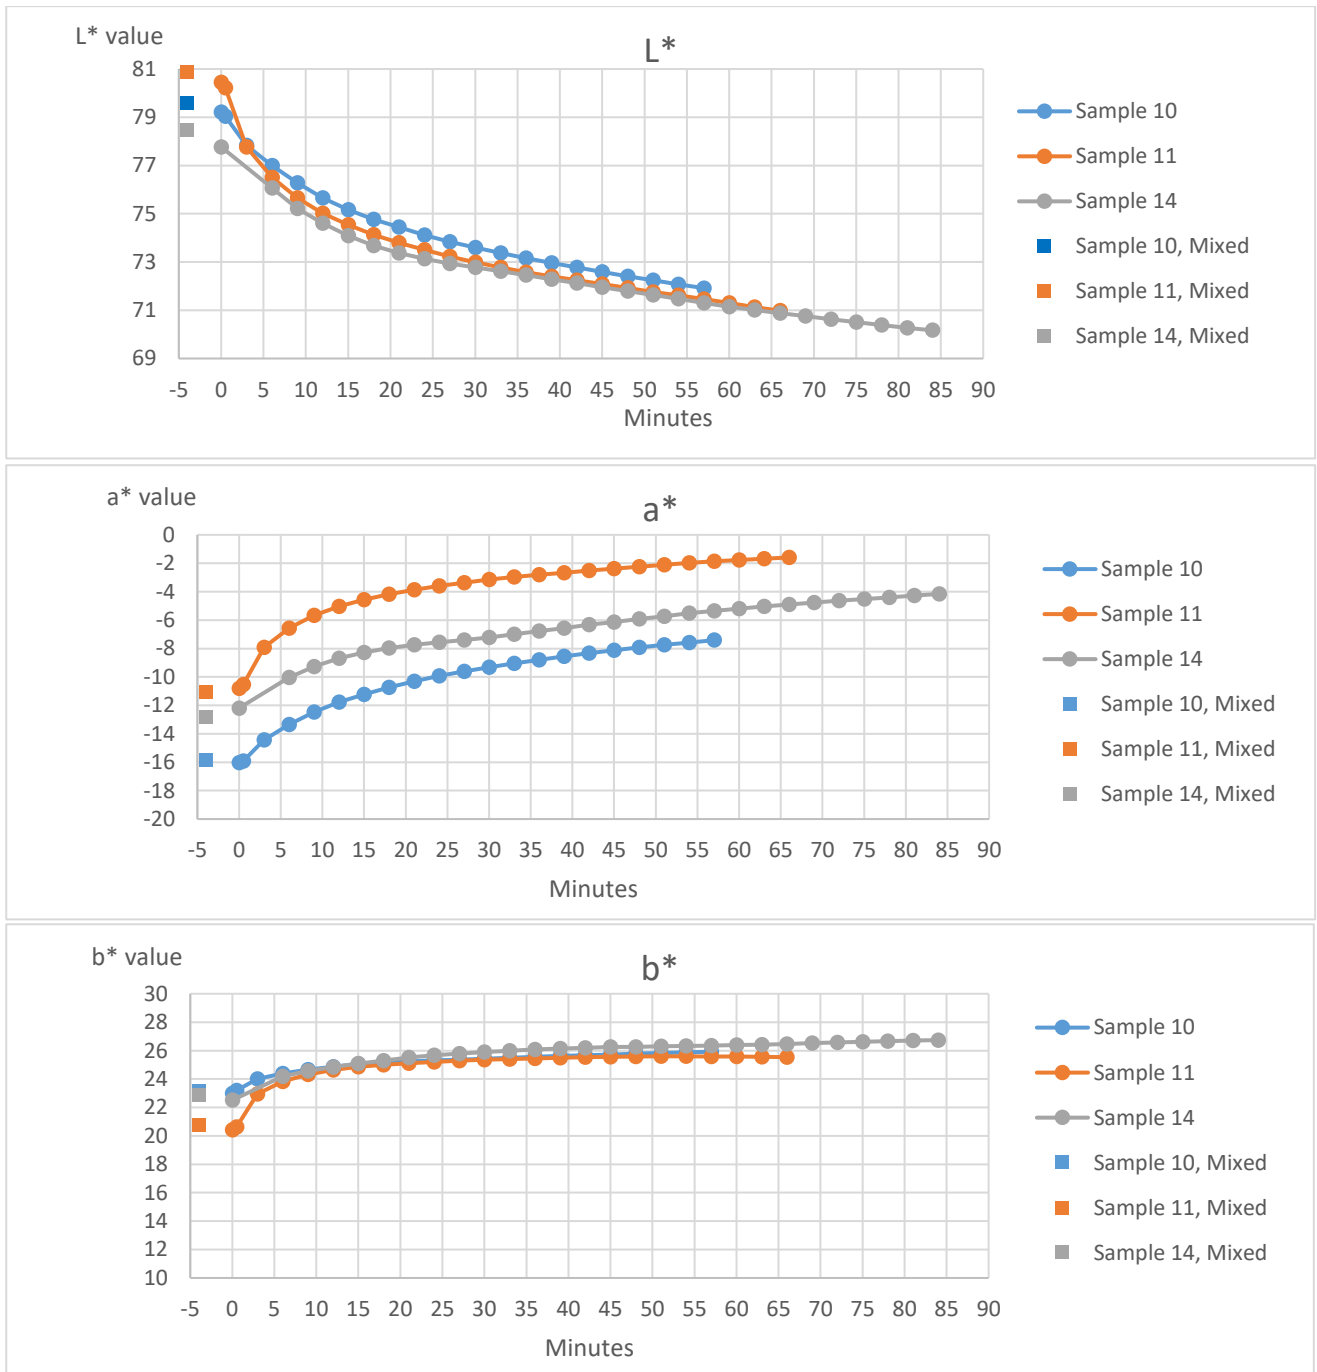 L* value
L*
81
79
77
75
73
71
69
-5 0 5 10 15 20 25 30 35 40 45 50 55 60 65 70 75 80 85 90
Minutes
Sample 10
Sample 11
Sample 14
Sample 10, Mixed
Sample 11, Mixed
Sample 14, Mixed
a* value
a*
0
-2
-4
-6
-8
-10
-12
-14
-16
-18
-20
-5 0 5 10 15 20 25 30 35 40 45 50 55 60 65 70 75 80 85 90
Minutes
Sample 10
Sample 11
Sample 14
Sample 10, Mixed
Sample 11, Mixed
Sample 14, Mixed
b* value
b*
30
28
26
24
22
20
18
16
14
12
10
-5 0 5 10 15 20 25 30 35 40 45 50 55 60 65 70 75 80 85 90
Minutes
Sample 10
Sample 11
Sample 14
Sample 10, Mixed
Sample 11, Mixed
Sample 14, Mixed